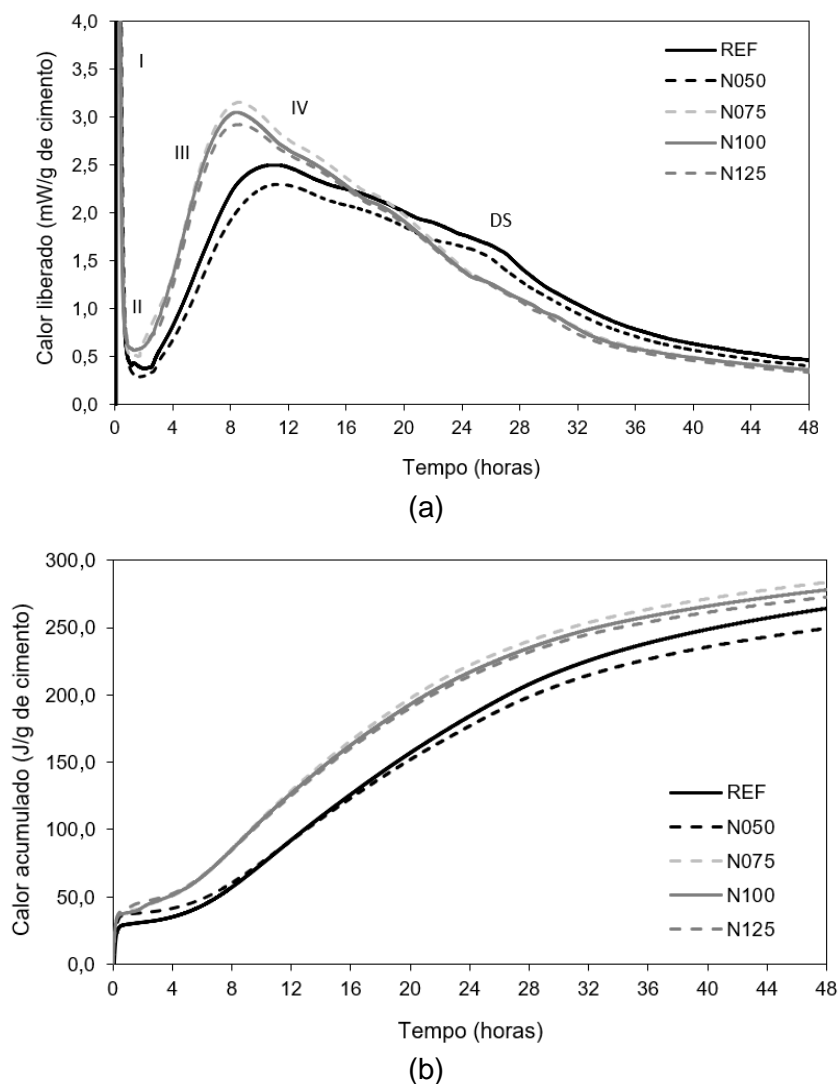 4,0
3,5
3,0
2,5
2,0
1,5
1,0
0,5
0,0
Calor liberado (mW/g de cimento)
I
II
III
IV
DS
REF
N050
N075
N100
N125
0 4 8 12 16 20 24 28 32 36 40 44 48
Tempo (horas)
(a)
300,0
250,0
200,0
150,0
100,0
50,0
0,0
Calor acumulado (J/g de cimento)
REF
N050
N075
N100
N125
0 4 8 12 16 20 24 28 32 36 40 44 48
Tempo (horas)
(b)